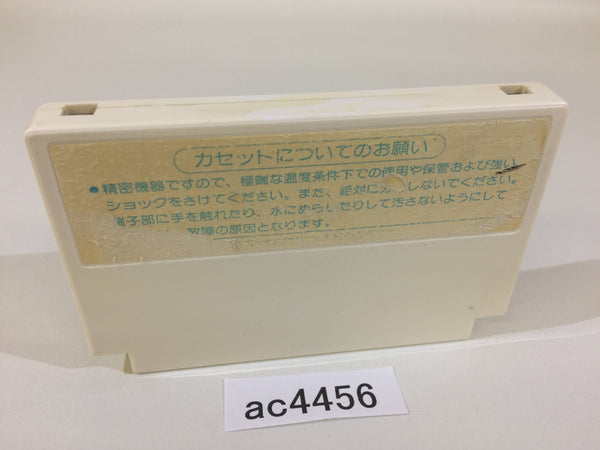 カセットについてのお願い
●精密機器ですので、極端な温度条件下での使用や保管および強い
ショックをさけてください。また、絶対に分 しないでください。
子部に手を触れたり、水にぬらしたりして汚さないようにして
故障の原因となります。
ac4456